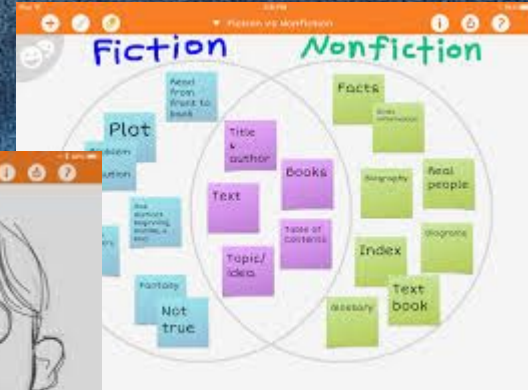 Fiction vs Nonfiction
Fiction
Nonfiction
Read
from
front to
back
Plot
Fantasy
Not
true
Title
&
author
Books
Text
Table of
Contents
Topic/
idea
Facts
Biography
Real
people
Diagrams
Index
Text
book
Glossary